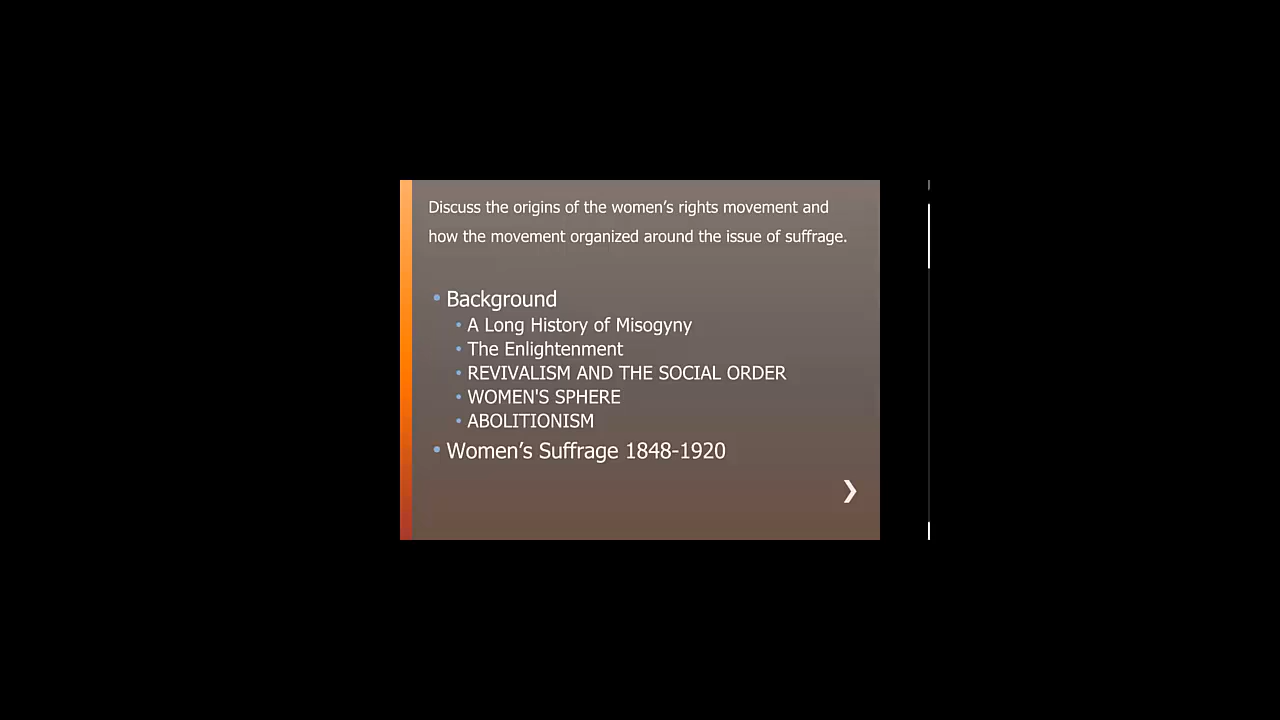 Discuss the origins of the women’s rights movement and
how the movement organized around the issue of suffrage.
• Background
• A Long History of Misogyny
• The Enlightenment
• REVIVALISM AND THE SOCIAL ORDER
• WOMEN'S SPHERE
• ABOLITIONISM
• Women’s Suffrage 1848-1920